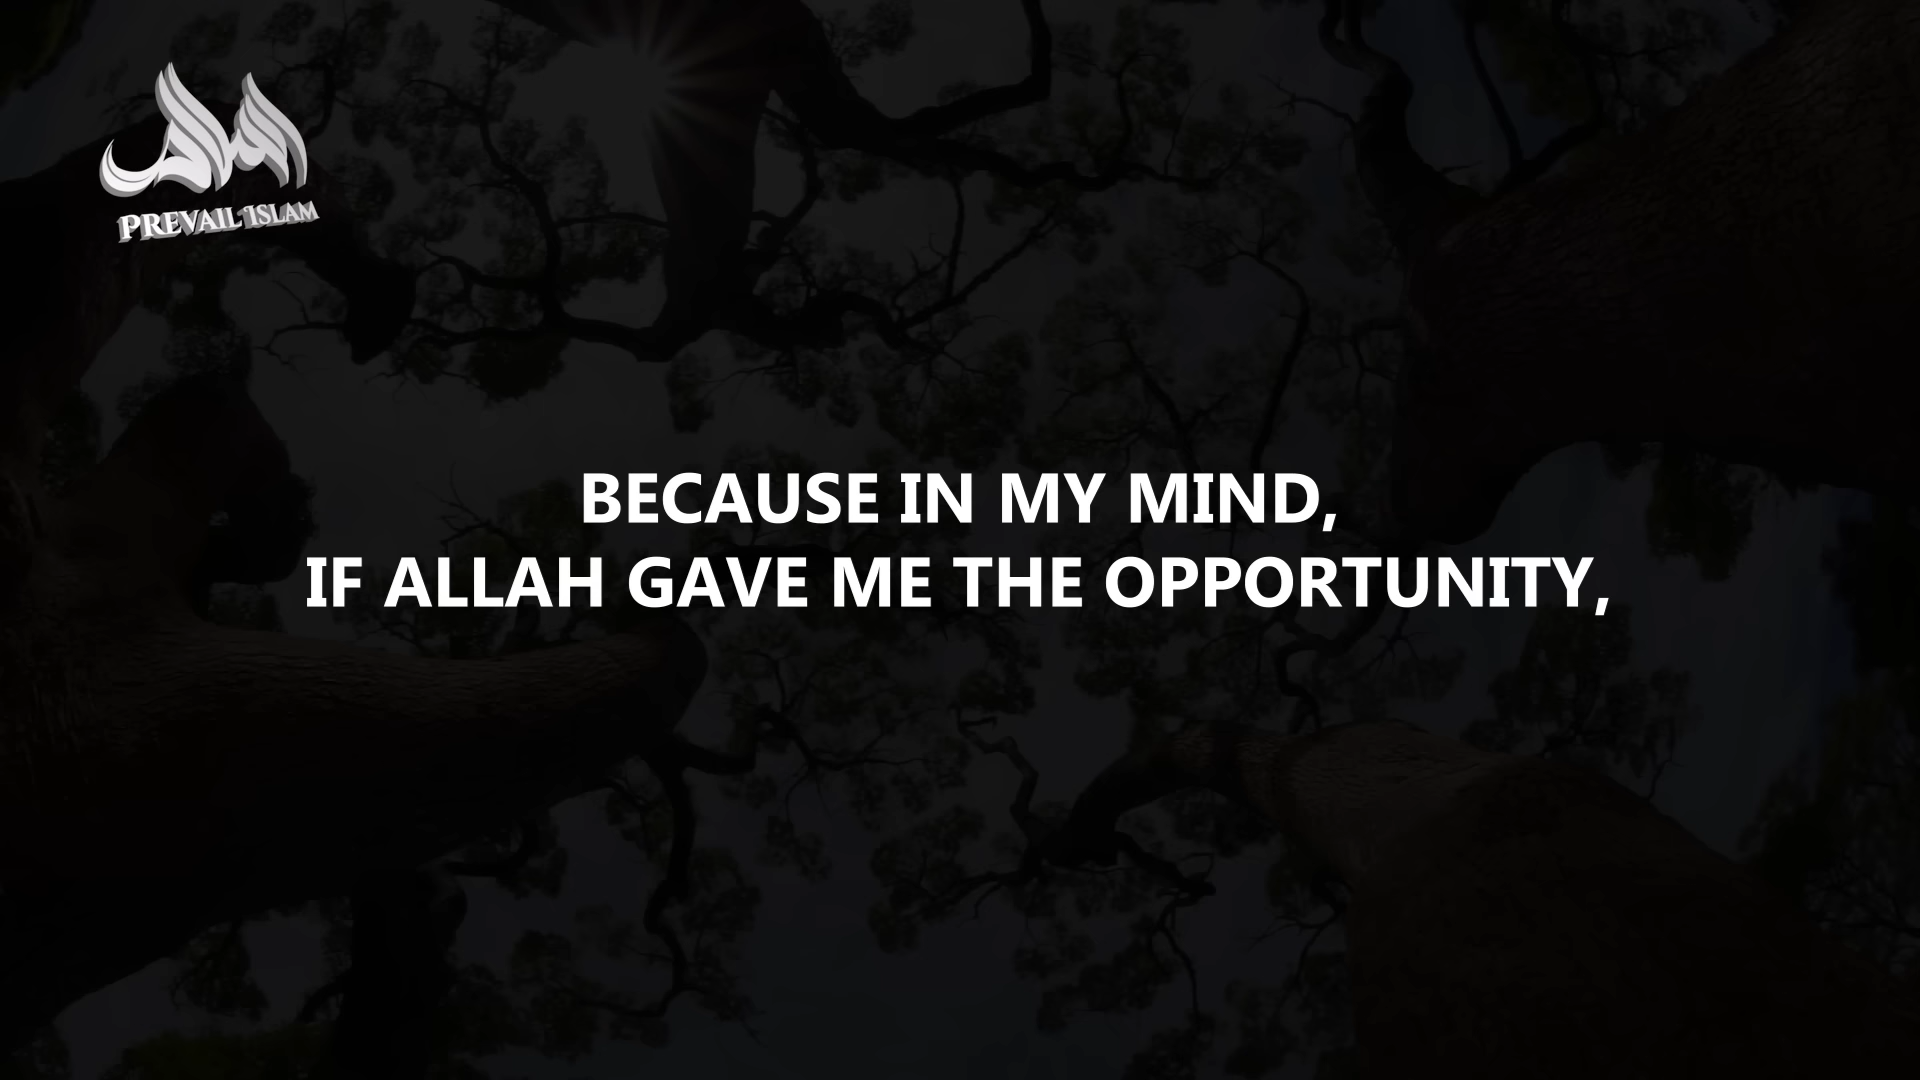 PREVAIL ISLAM
BECAUSE IN MY MIND,
IF ALLAH GAVE ME THE OPPORTUNITY,